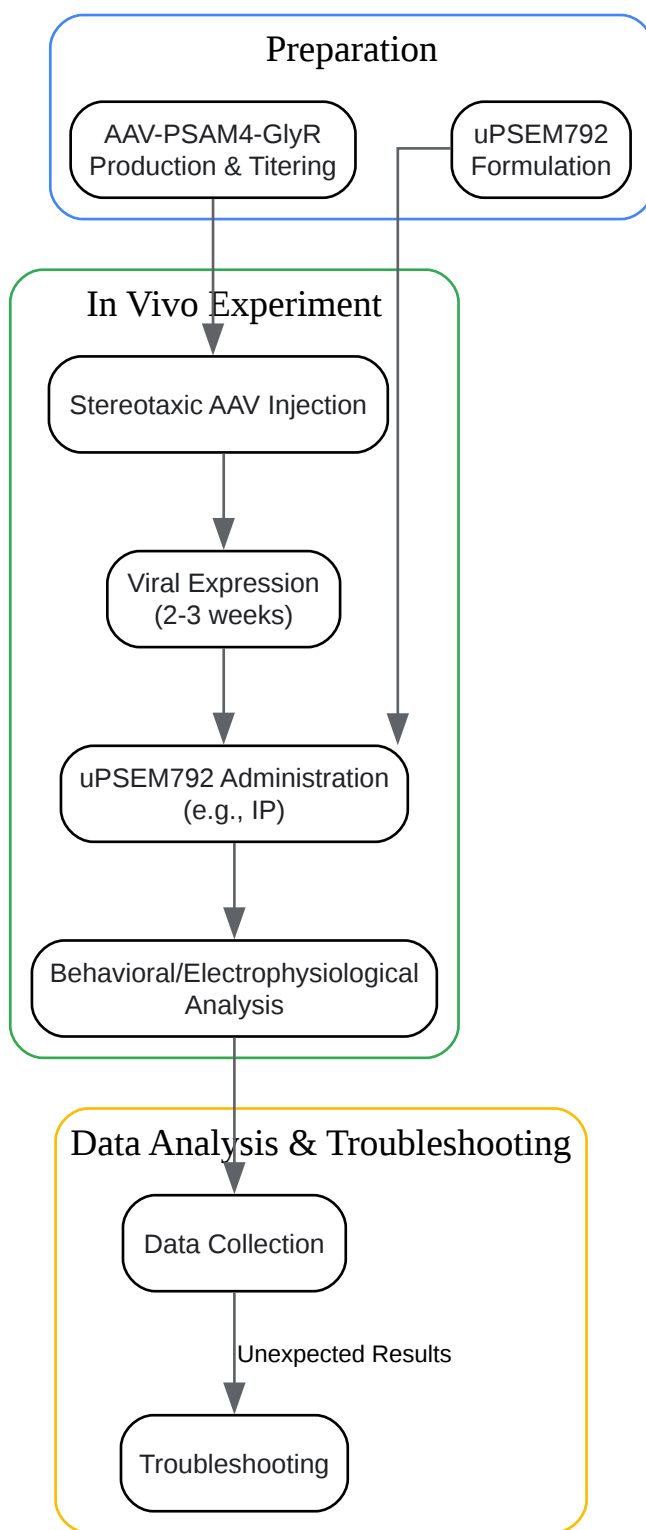 Preparation
AAV-PSAM4-GlyR
Production & Titering
uPSEM792
Formulation
In Vivo Experiment
Stereotaxic AAV Injection
Viral Expression
(2-3 weeks)
uPSEM792 Administration
(e.g., IP)
Behavioral/Electrophysiological
Analysis
Data Analysis & Troubleshooting
Data Collection
Unexpected Results
Troubleshooting